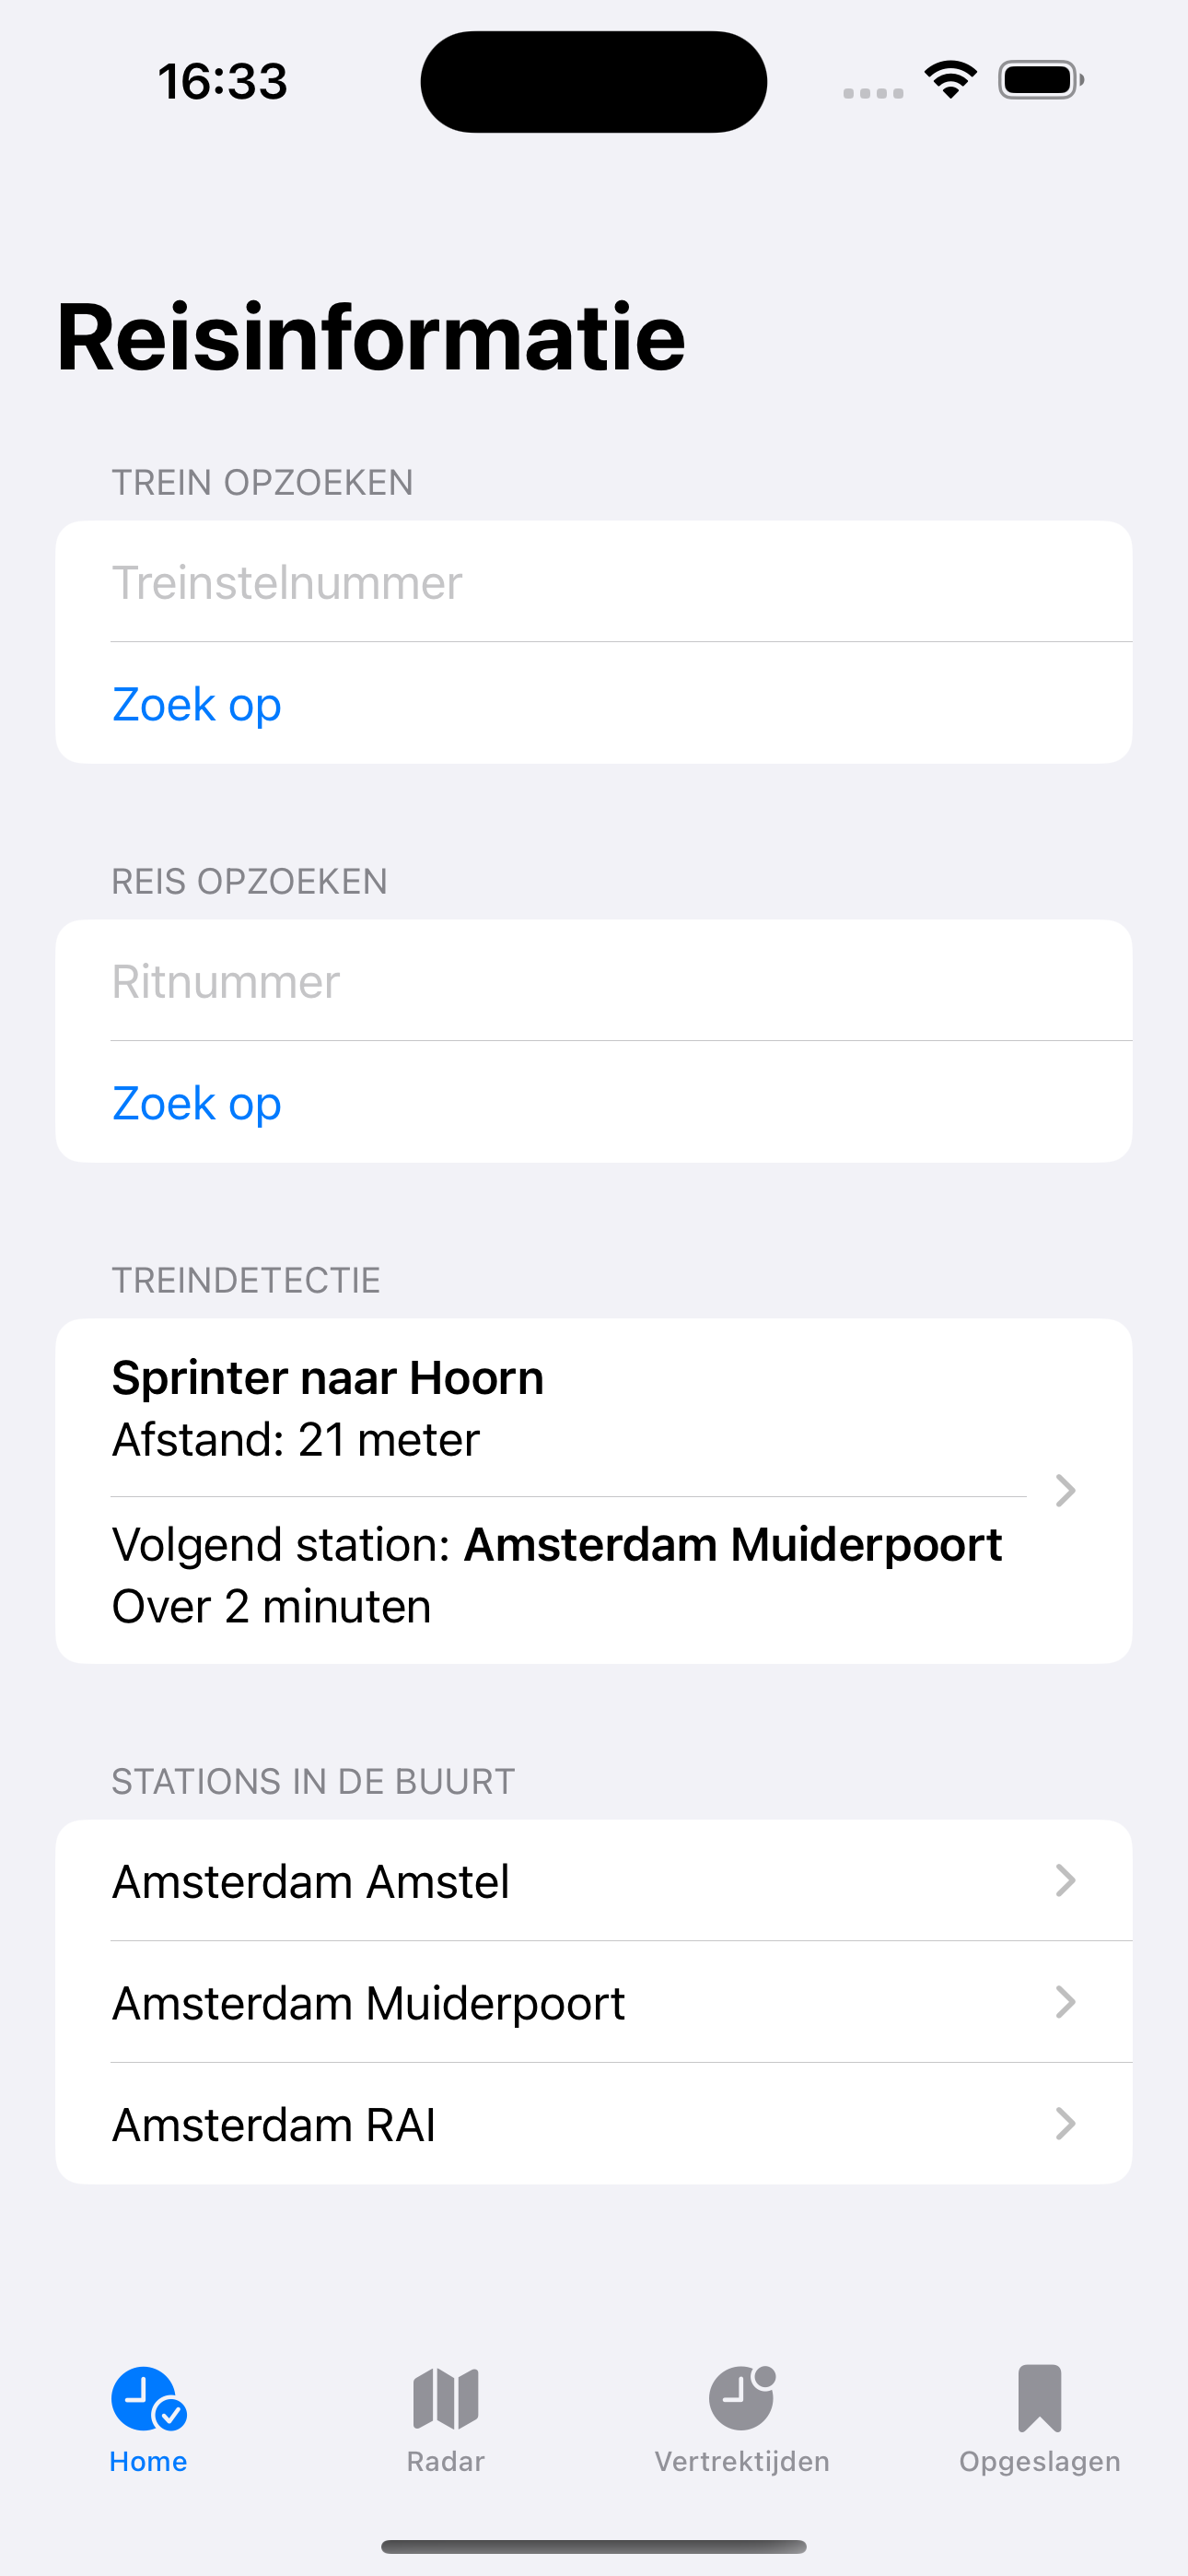 16:33
Reisinformatie
TREIN OPZOEKEN
Treinstelnummer
Zoek op
REIS OPZOEKEN
Ritnummer
Zoek op
TREINDETECTIE
Sprinter naar Hoorn
Afstand: 21 meter
Volgend station: Amsterdam Muiderpoort
Over 2 minuten
STATIONS IN DE BUURT
Amsterdam Amstel
Amsterdam Muiderpoort
Amsterdam RAI
Home
Radar
Vertrektijden
Opgeslagen